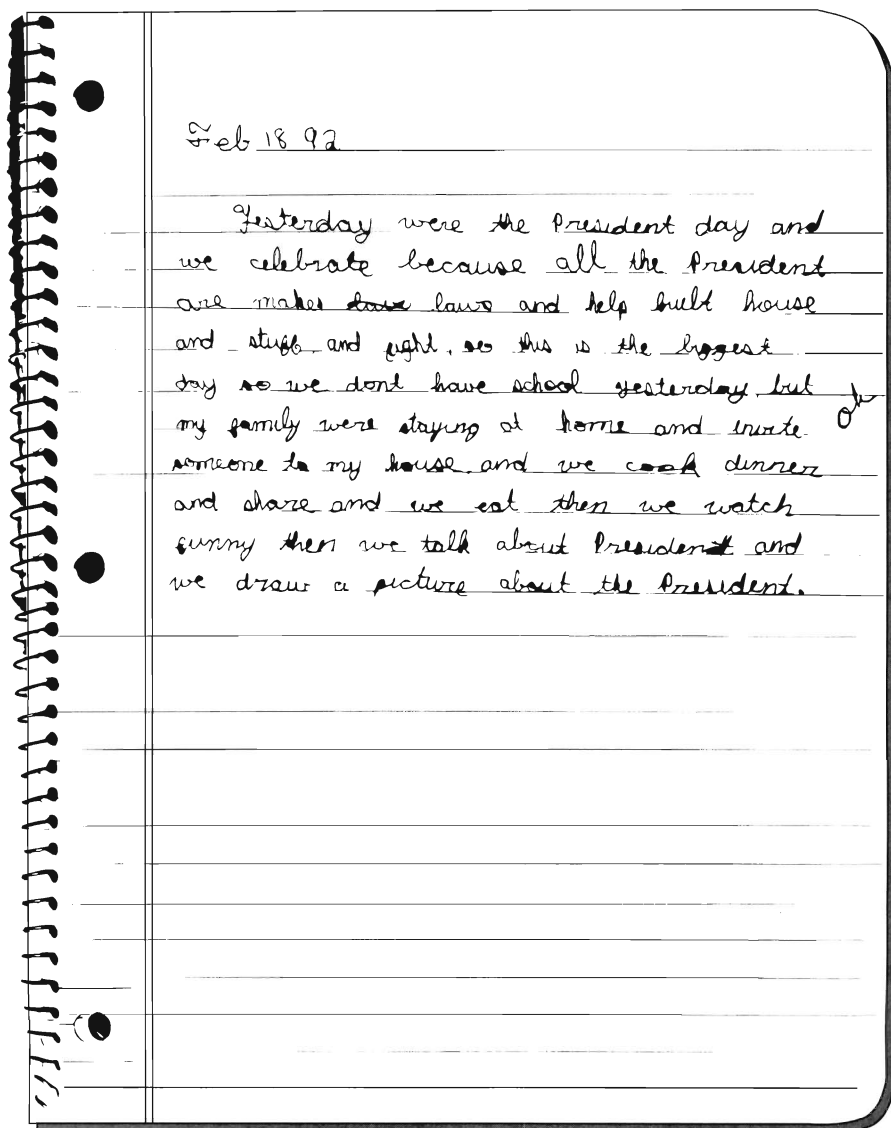 Feb 18 92
Yesterday were the President day and
we celebrate because all the President
are makes laws and help built house
and stuff and fight, so this is the biggest
day so we dont have school yesterday but
my family were staying at home and invite
someone to my house and we cook dinner
and share and we eat then we watch
funny then we talk about President and
we draw a picture about the President.
Ok